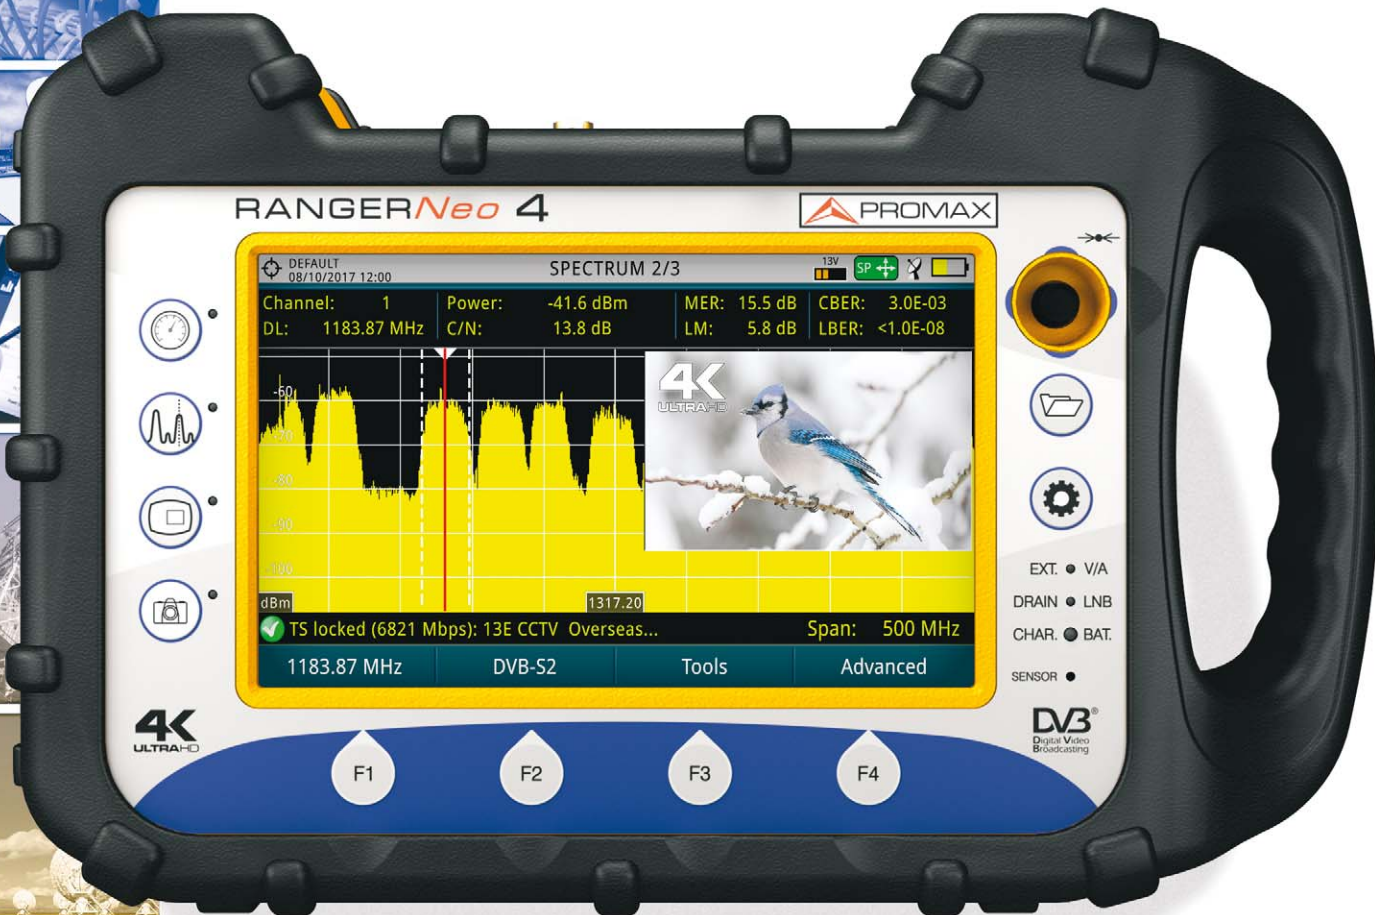 RANGERNeo 4
PROMAX
DEFAULT
08/10/2017 12:00
SPECTRUM 2/3
13V
SP
Channel: 1
Power: -41.6 dBm
MER: 15.5 dB
CBER: 3.0E-03
DL: 1183.87 MHz
C/N: 13.8 dB
LM: 5.8 dB
LBER: <1.0E-08
4K
ULTRAHD
-60
-70
-80
-90
-100
dBm
1317.20
TS locked (6821 Mbps): 13E CCTV Overseas...
Span: 500 MHz
1183.87 MHz
DVB-S2
Tools
Advanced
EXT. V/A
DRAIN LNB
CHAR. BAT.
SENSOR
4K
ULTRAHD
DVB®
Digital Video
Broadcasting
F1
F2
F3
F4